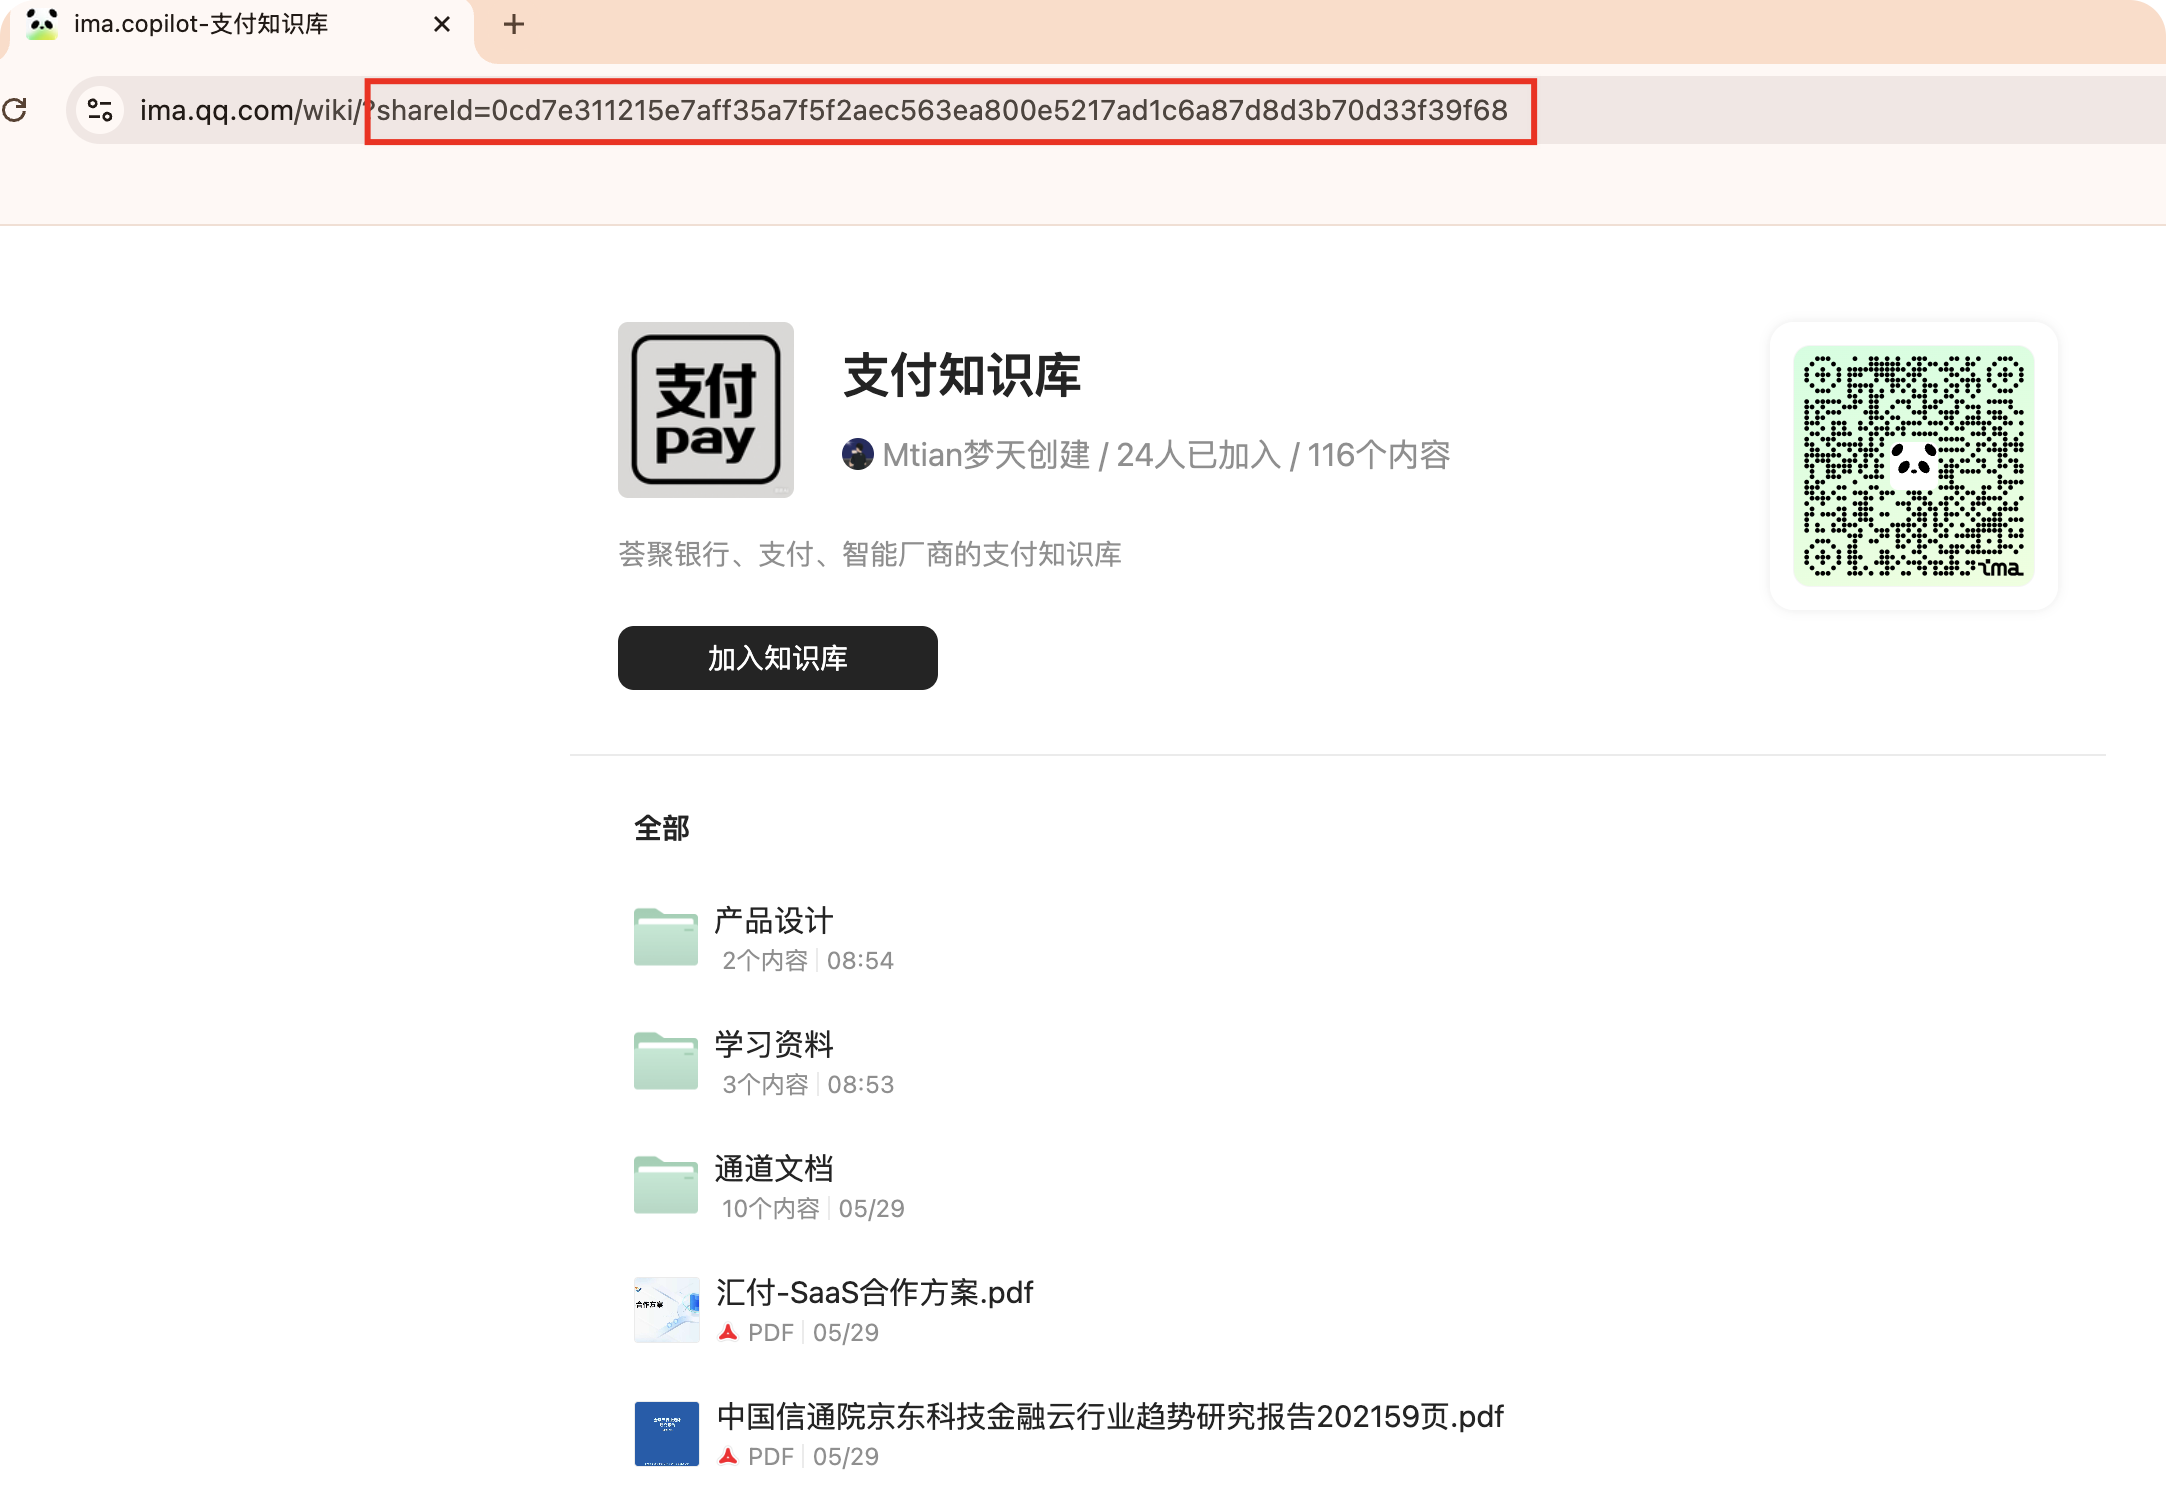 ima.copilot-支付知识库
ima.qq.com/wiki/?shareId=0cd7e311215e7aff35a7f5f2aec563ea800e5217ad1c6a87d8d3b70d33f39f68
支付
pay
支付知识库
Mtian梦天创建 / 24人已加入 / 116个内容
荟聚银行、支付、智能厂商的支付知识库
加入知识库
ima
全部
产品设计
2个内容 08:54
学习资料
3个内容 08:53
通道文档
10个内容 05/29
合作方案
汇付-SaaS合作方案.pdf
PDF 05/29
中国信通院京东科技金融云行业趋势研究报告202159页.pdf
PDF 05/29